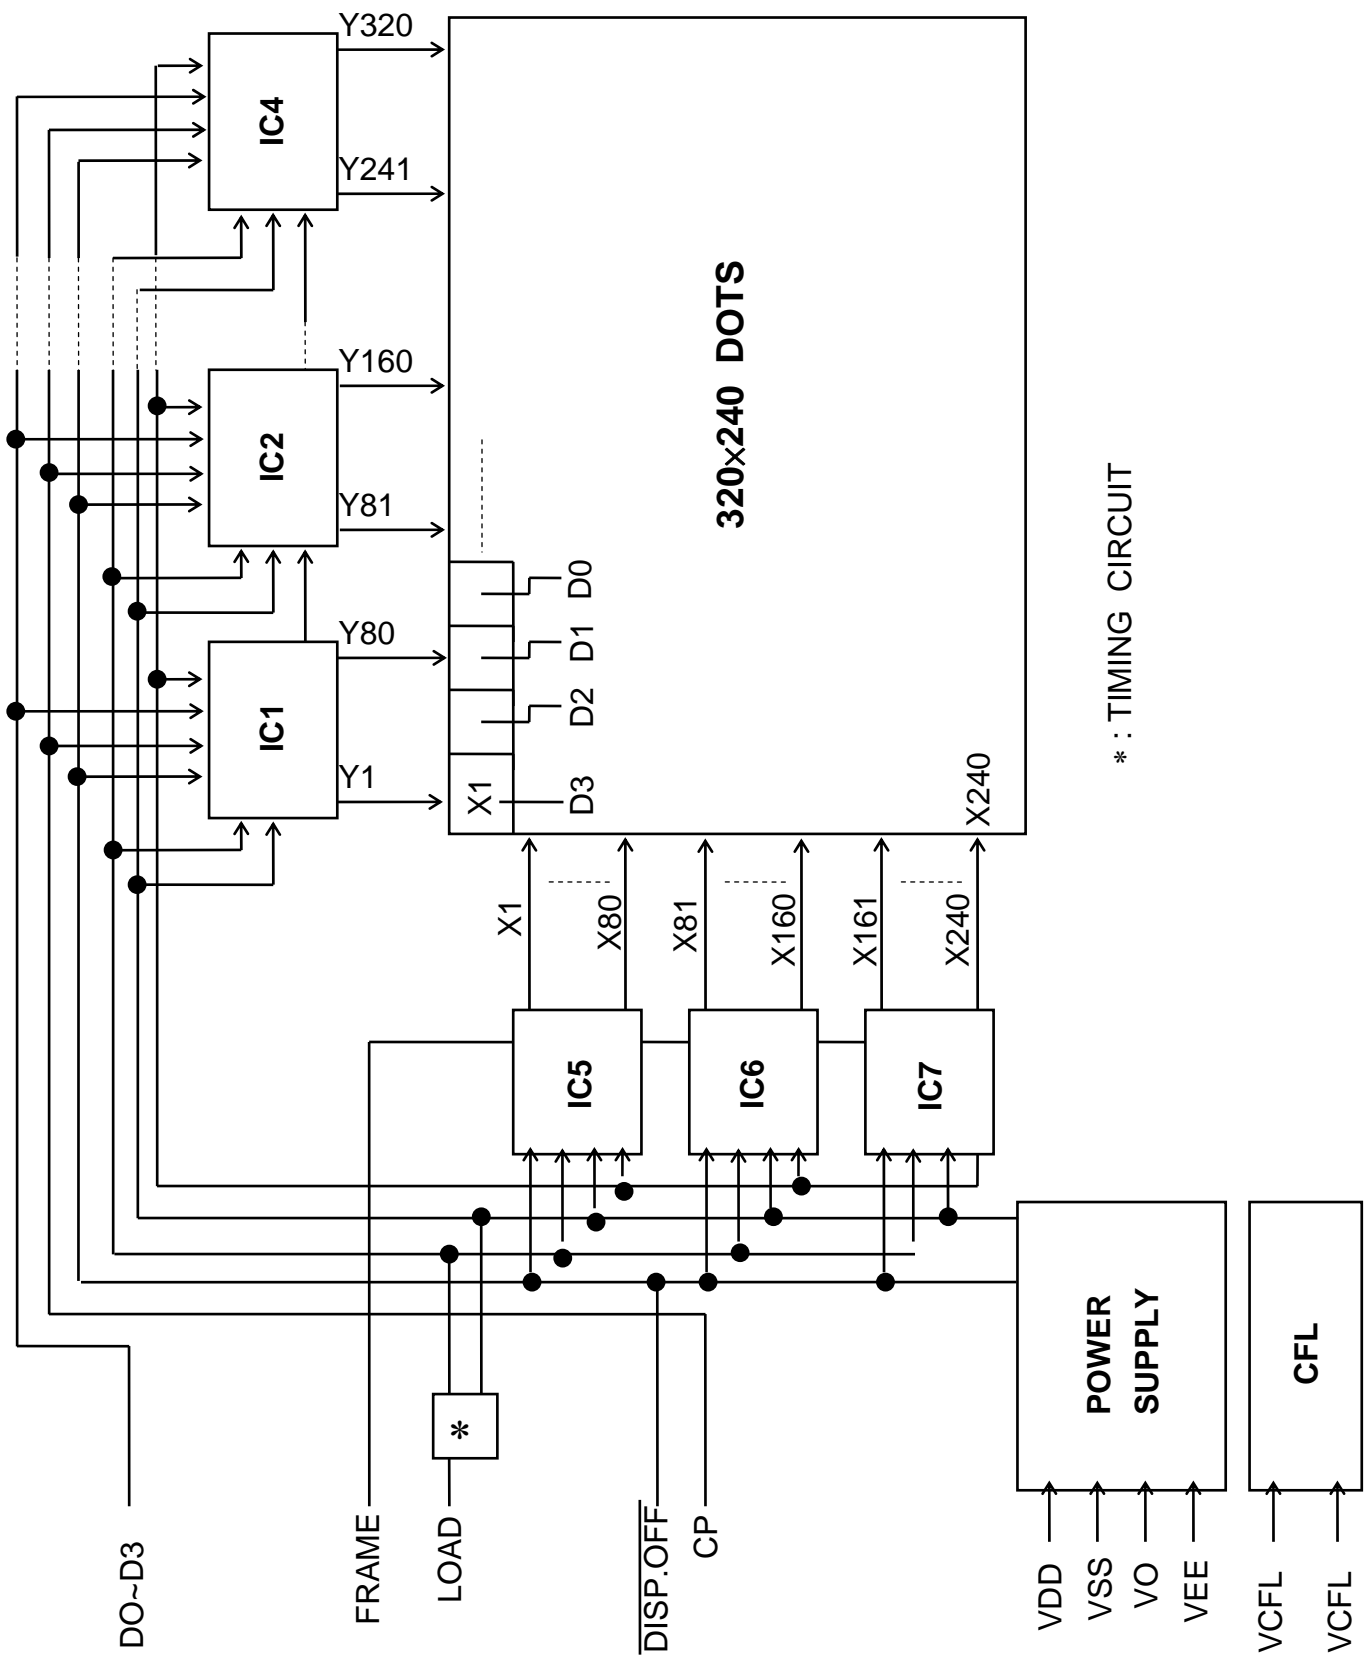 Y320
IC4
Y241
Y160
IC2
Y81
Y80
IC1
Y1
320x240 DOTS
D0
D1
D2
D3
X1
X240
* : TIMING CIRCUIT
X1
X80
X81
X160
X161
X240
IC5
IC6
IC7
POWER
SUPPLY
CFL
*
DO~D3
FRAME
LOAD
DISP.OFF
CP
VDD
VSS
VO
VEE
VCFL
VCFL